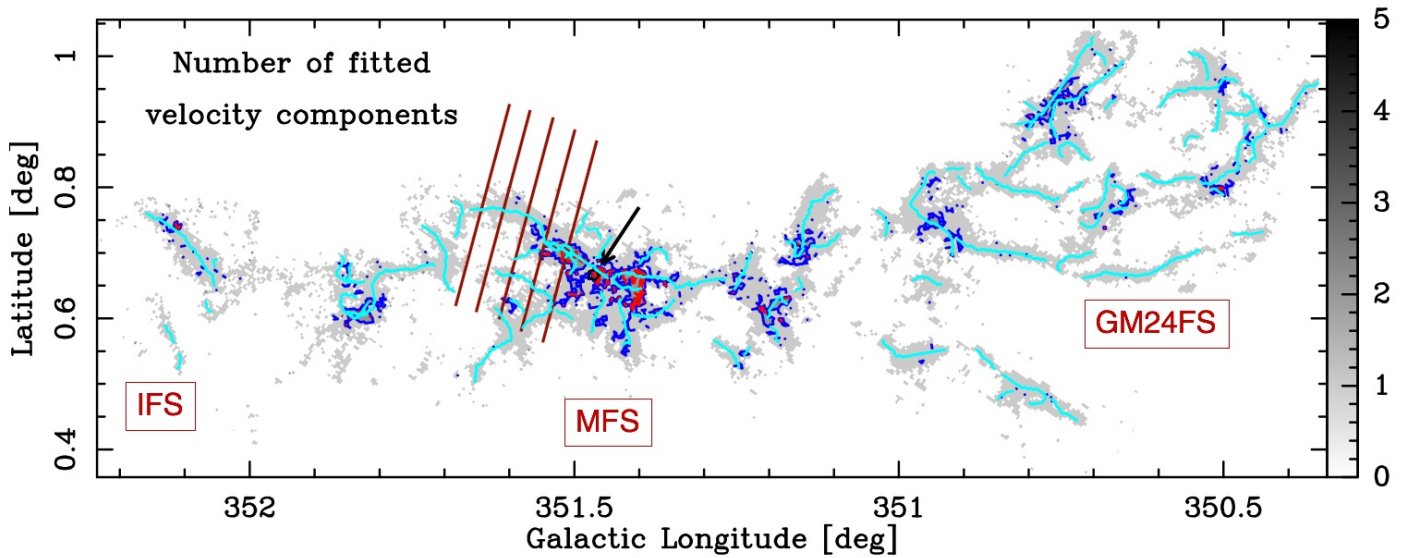 Number of fitted
velocity components
Latitude [deg]
1
0.8
0.6
0.4
IFS
MFS
GM24FS
352
351.5
351
350.5
Galactic Longitude [deg]
5
4
3
2
1
0